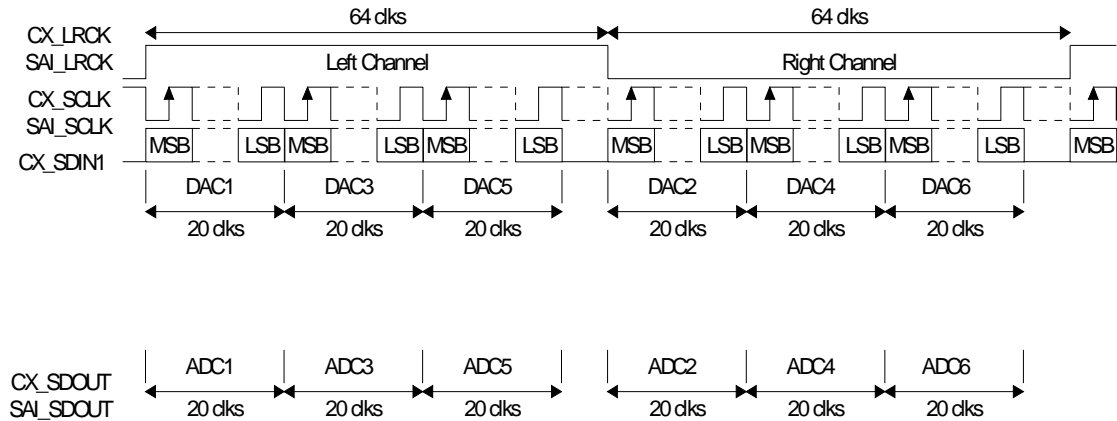 64 clks 64 clks
CX_LRCK
SAI_LRCK Left Channel Right Channel
CX_SCLK
SAI_SCLK
CX_SDIN1 MSB LSB MSB LSB MSB LSB MSB LSB MSB LSB MSB LSB MSB
DAC1 DAC3 DAC5 DAC2 DAC4 DAC6
20 clks 20 clks 20 clks 20 clks 20 clks 20 clks
ADC1 ADC3 ADC5 ADC2 ADC4 ADC6
CX_SDOUT
SAI_SDOUT 20 clks 20 clks 20 clks 20 clks 20 clks 20 clks